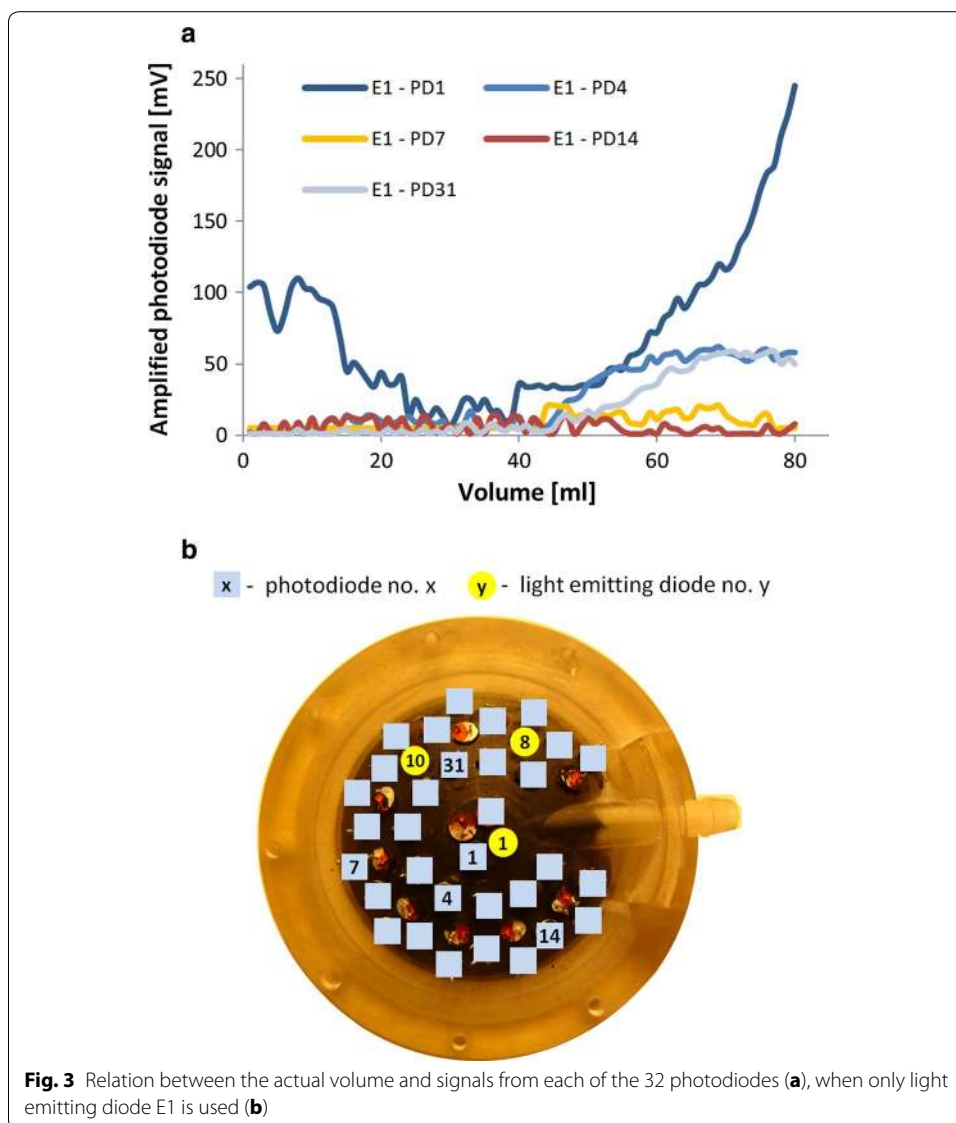 a
250
200
150
100
50
0
Amplified photodiode signal [mV]
E1 - PD1
E1 - PD4
E1 - PD7
E1 - PD14
E1 - PD31
0 20 40 60 80
Volume [ml]
b
x - photodiode no. x y - light emitting diode no. y
8
10
31
1
1
7
4
14
Fig. 3 Relation between the actual volume and signals from each of the 32 photodiodes (a), when only light
emitting diode E1 is used (b)